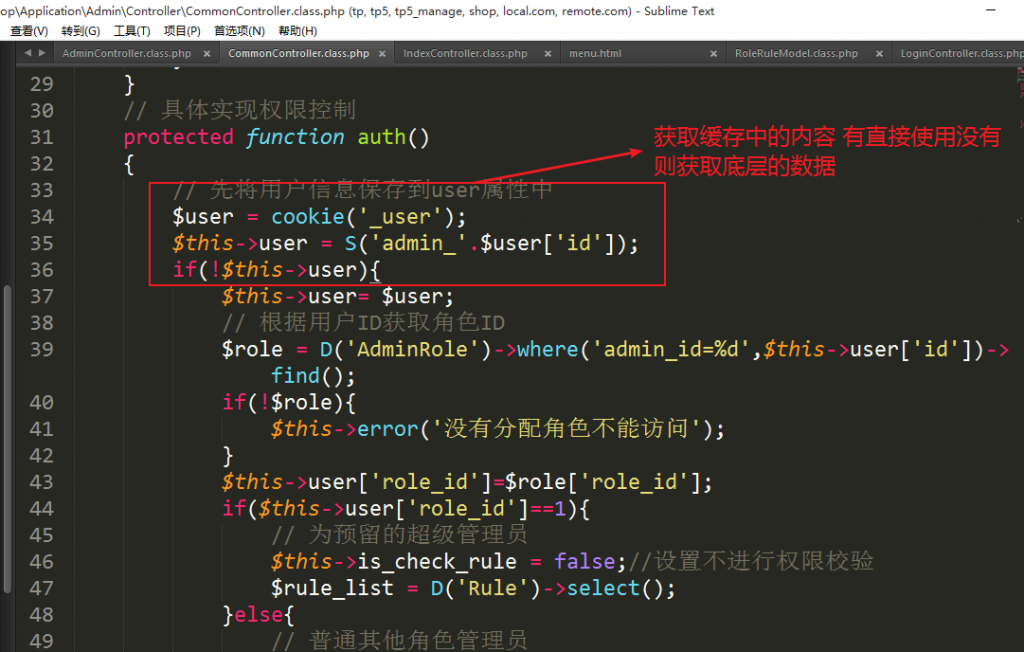 op\Application\Admin\Controller\CommonController.class.php (tp, tp5, tp5_manage, shop, local.com, remote.com) - Sublime Text
查看(V) 转到(G) 工具(T) 项目(P) 首选项(N) 帮助(H)
AdminController.class.php × CommonController.class.php × IndexController.class.php × menu.html × RoleRuleModel.class.php × LoginController.class.php
29 }
30 // 具体实现权限控制
31 protected function auth()
获取缓存中的内容 有直接使用没有
则获取底层的数据
32 {
33 // 先将用户信息保存到user属性中
34 $user = cookie('_user');
35 $this->user = S('admin_'.$user['id']);
36 if(!$this->user){
37 $this->user= $user;
38 // 根据用户ID获取角色ID
39 $role = D('AdminRole')->where('admin_id=%d',$this->user['id'])->
find();
40 if(!$role){
41 $this->error('没有分配角色不能访问');
42 }
43 $this->user['role_id']=$role['role_id'];
44 if($this->user['role_id']==1){
45 // 为预留的超级管理员
46 $this->is_check_rule = false;//设置不进行权限校验
47 $rule_list = D('Rule')->select();
48 }else{
49 // 普通其他角色管理员